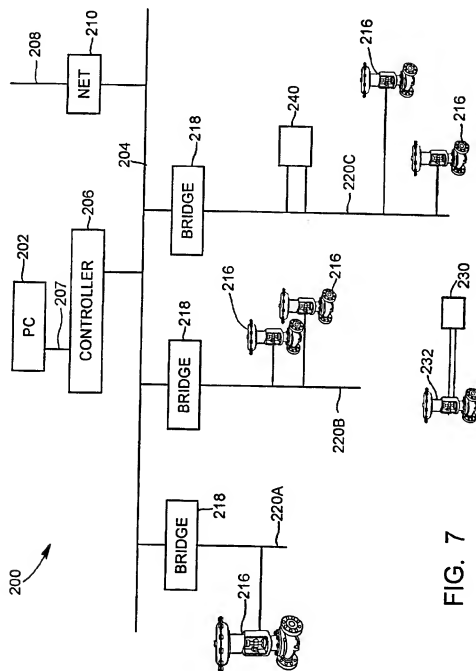 200
202
PC
207
206
CONTROLLER
204
208
210
NET
218
BRIDGE
218
BRIDGE
218
BRIDGE
216
220A
216
216
220B
240
220C
216
216
232
230
FIG. 7